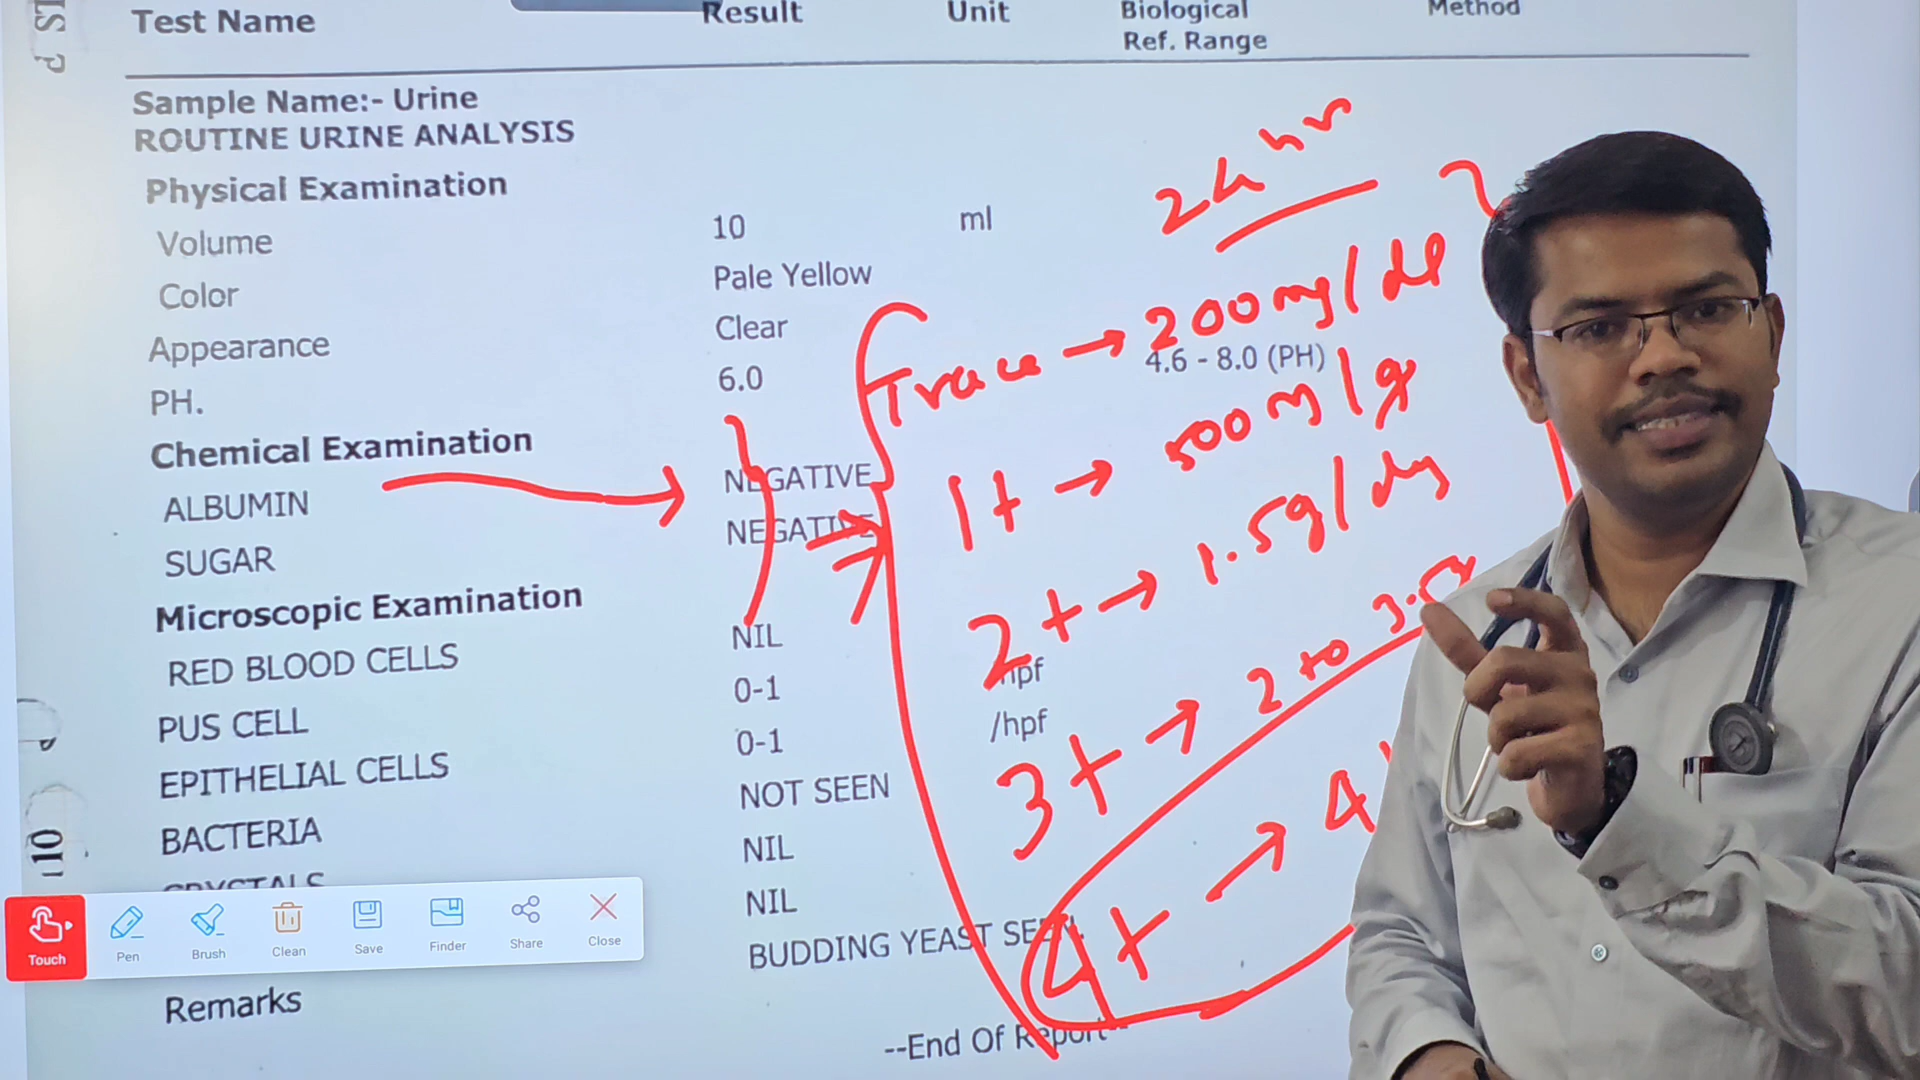 Test Name Result Unit Biological Ref. Range Method
Sample Name:- Urine
ROUTINE URINE ANALYSIS
Physical Examination
Volume 10 ml
Color Pale Yellow
Appearance Clear
PH. 6.0 4.6 - 8.0 (PH)
Chemical Examination
ALBUMIN NEGATIVE
SUGAR NEGATIVE
Microscopic Examination
RED BLOOD CELLS NIL
PUS CELL 0-1 hpf
EPITHELIAL CELLS 0-1 /hpf
BACTERIA NOT SEEN
CRYSTALS NIL
NIL
BUDDING YEAST SEEN.
Remarks
--End Of Report--
24 hr
Trace → 200 mg/dl
1+ → 500 m/g
2+ → 1.5g/dy
3+ → 2 to 3.5
4+ → 4
Touch Pen Brush Clean Save Finder Share Close
110